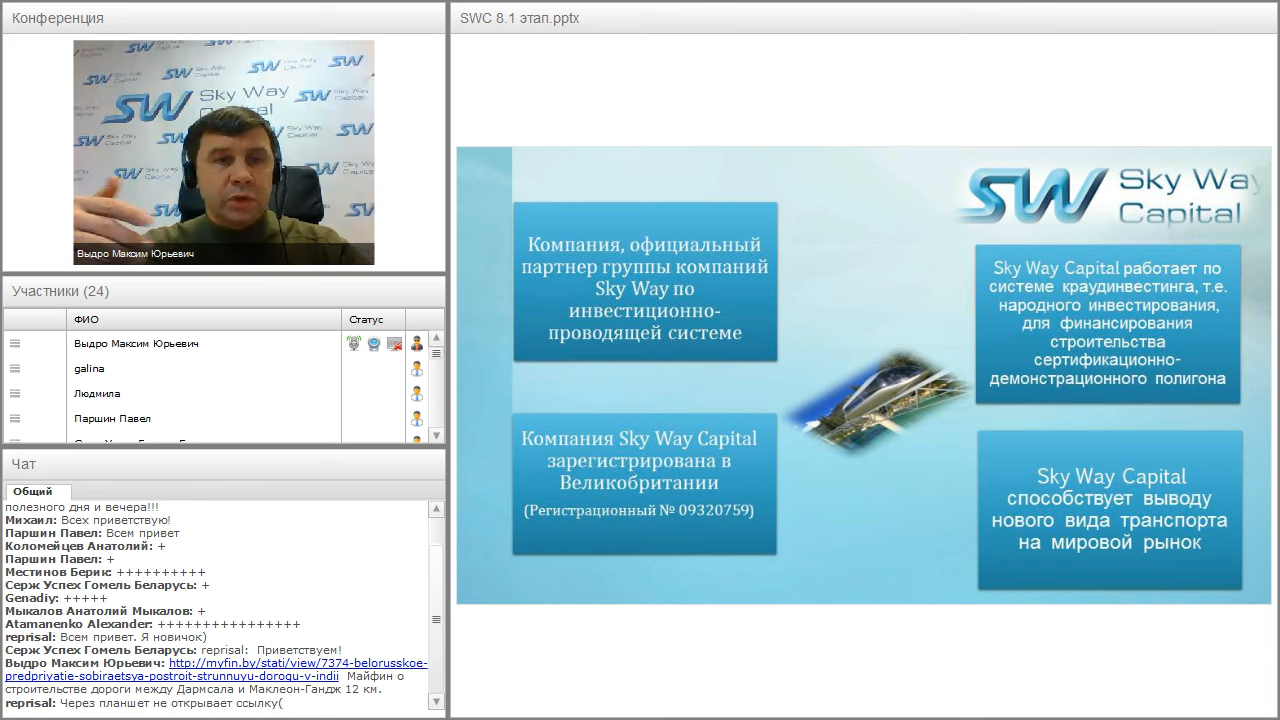 Конференция
SW
Sky Way
Capital
Выдро Максим Юрьевич
Участники (24)
ФИО
Статус
Выдро Максим Юрьевич
galina
Людмила
Паршин Павел
Чат
Общий
полезного дня и вечера!!!
Михаил: Всех приветствую!
Паршин Павел: Всем привет
Коломейцев Анатолий: +
Паршин Павел: +
Местинов Берик: ++++++++++
Серж Успех Гомель Беларусь: +
Genadiy: +++++
Мыкалов Анатолий Мыкалов: +
Atamanenko Alexander: ++++++++++++++++
reprisal: Всем привет. Я новичок)
Серж Успех Гомель Беларусь: reprisal: Приветствуем!
Выдро Максим Юрьевич: http://myfin.by/stati/view/7374-belorusskoe-
predprivatie-sobiraetsya-postroit-strunnuyu-dorogu-v-indii Майфин о
строительстве дороги между Дармсала и Маклеон-Гандж 12 км.
reprisal: Через планшет не открывает ссылку(
SWC 8.1 этап.pptx
SW Sky Way
Capital
Компания, официальный
партнер группы компаний
Sky Way по
инвестиционно-
проводящей системе
Sky Way Capital работает по
системе краудинвестинга, т.е.
народного инвестирования,
для финансирования
строительства
сертификационно-
демонстрационного полигона
Компания Sky Way Capital
зарегистрирована в
Великобритании
(Регистрационный № 09320759)
Sky Way Capital
способствует выводу
нового вида транспорта
на мировой рынок